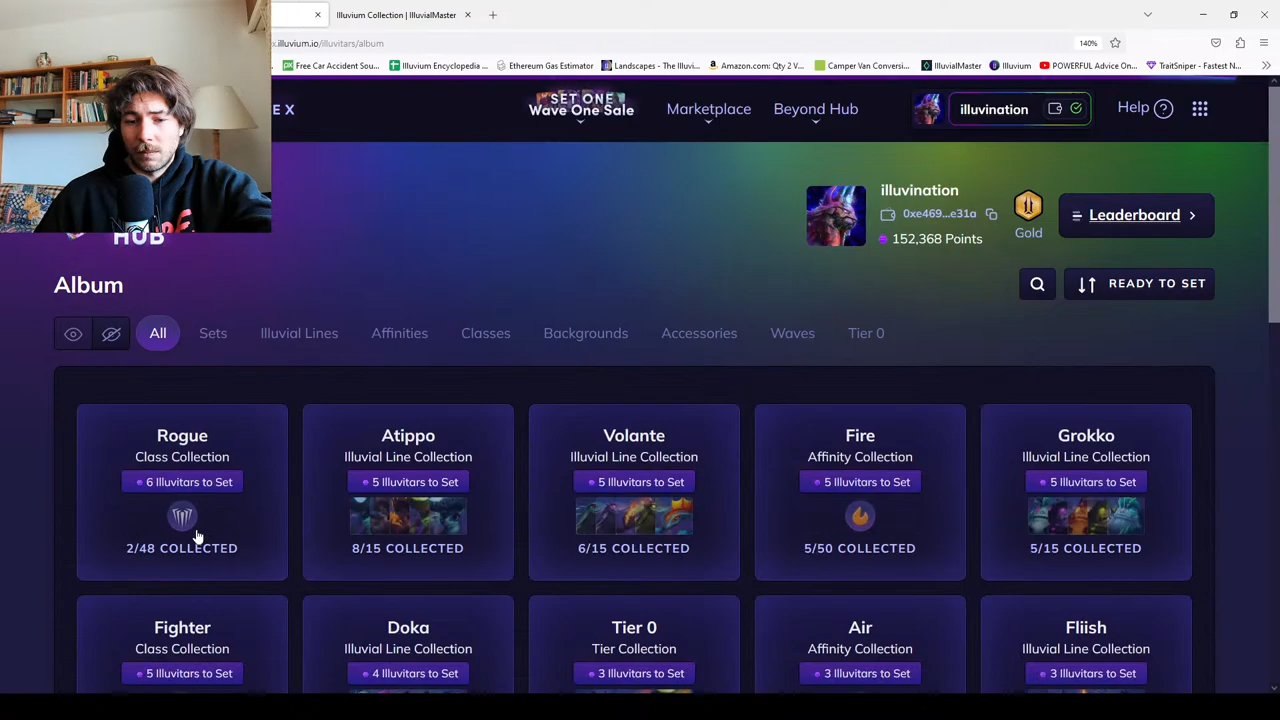 Illuvium Collection | IlluvialMaster
x.illuvium.io/illuvitars/album
140%
Free Car Accident Sou...
Illuvium Encyclopedia ...
Ethereum Gas Estimator
Landscapes - The Illuvi...
Amazon.com: Qty 2 V...
Camper Van Conversi...
IlluvialMaster
Illuvium
POWERFUL Advice On...
TraitSniper - Fastest N...
E X
SET ONE
Wave One Sale
Marketplace
Beyond Hub
illuvination
Help
HUB
illuvination
0xe469...e31a
152,368 Points
Gold
Leaderboard
Album
READY TO SET
All
Sets
Illuvial Lines
Affinities
Classes
Backgrounds
Accessories
Waves
Tier 0
Rogue
Class Collection
6 Illuvitars to Set
2/48 COLLECTED
Atippo
Illuvial Line Collection
5 Illuvitars to Set
8/15 COLLECTED
Volante
Illuvial Line Collection
5 Illuvitars to Set
6/15 COLLECTED
Fire
Affinity Collection
5 Illuvitars to Set
5/50 COLLECTED
Grokko
Illuvial Line Collection
5 Illuvitars to Set
5/15 COLLECTED
Fighter
Class Collection
5 Illuvitars to Set
Doka
Illuvial Line Collection
4 Illuvitars to Set
Tier 0
Tier Collection
3 Illuvitars to Set
Air
Affinity Collection
3 Illuvitars to Set
Fliish
Illuvial Line Collection
3 Illuvitars to Set